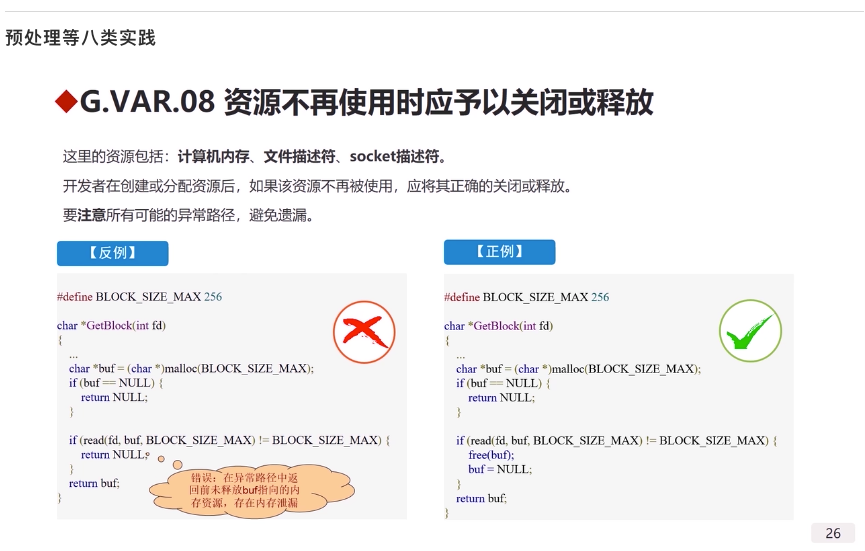 预处理等八类实践
◆G.VAR.08 资源不再使用时应予以关闭或释放
这里的资源包括：计算机内存、文件描述符、socket描述符。
开发者在创建或分配资源后，如果该资源不再被使用，应将其正确的关闭或释放。
要注意所有可能的异常路径，避免遗漏。
【反例】
#define BLOCK_SIZE_MAX 256
char *GetBlock(int fd)
{
...
char *buf = (char *)malloc(BLOCK_SIZE_MAX);
if (buf == NULL) {
return NULL;
}
if (read(fd, buf, BLOCK_SIZE_MAX) != BLOCK_SIZE_MAX) {
return NULL;
}
return buf;
}
错误：在异常路径中返
回前未释放buf指向的内
存资源，存在内存泄漏
【正例】
#define BLOCK_SIZE_MAX 256
char *GetBlock(int fd)
{
...
char *buf = (char *)malloc(BLOCK_SIZE_MAX);
if (buf == NULL) {
return NULL;
}
if (read(fd, buf, BLOCK_SIZE_MAX) != BLOCK_SIZE_MAX) {
free(buf);
buf = NULL;
}
return buf;
}
26